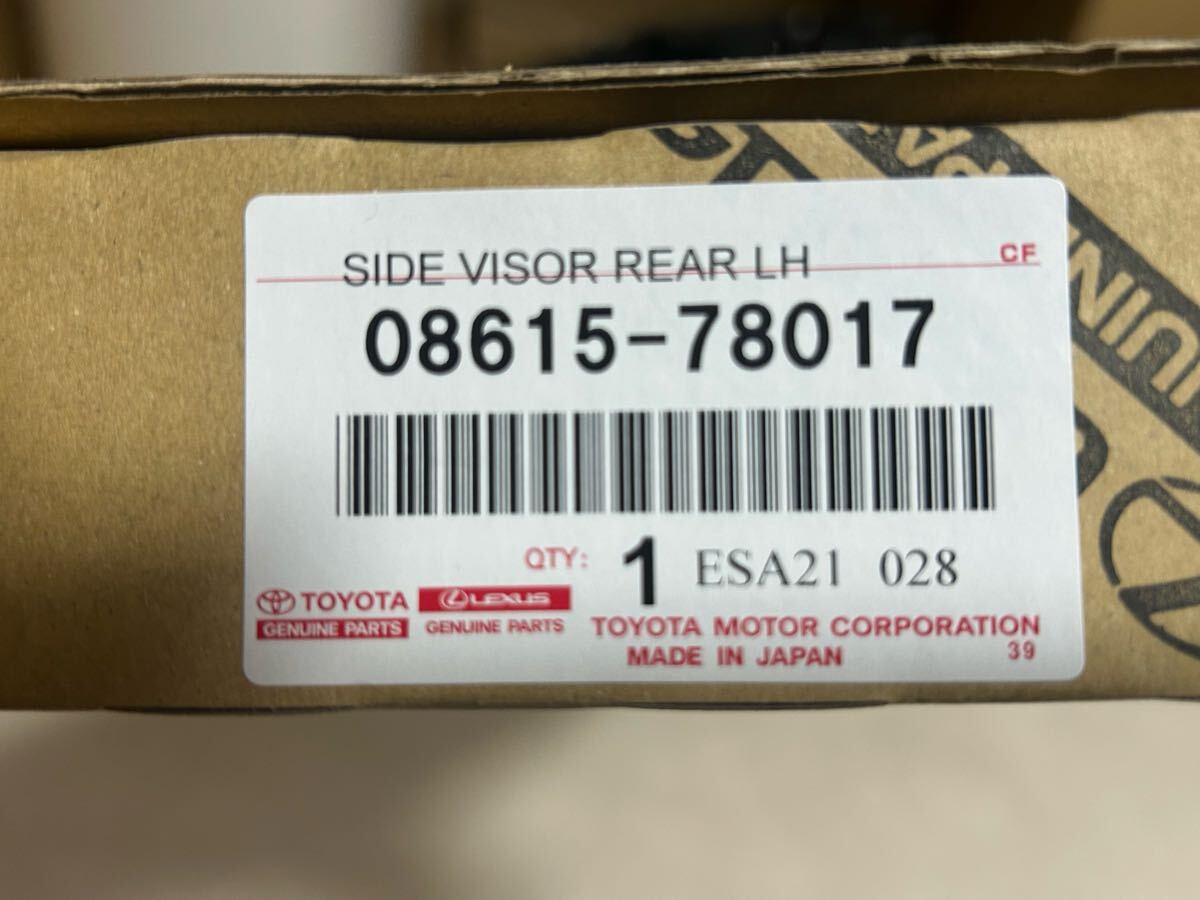 SIDE VISOR REAR LH
CF
08615-78017
QTY: 1 ESA21 028
TOYOTA
GENUINE PARTS
LEXUS
GENUINE PARTS
TOYOTA MOTOR CORPORATION
MADE IN JAPAN
39